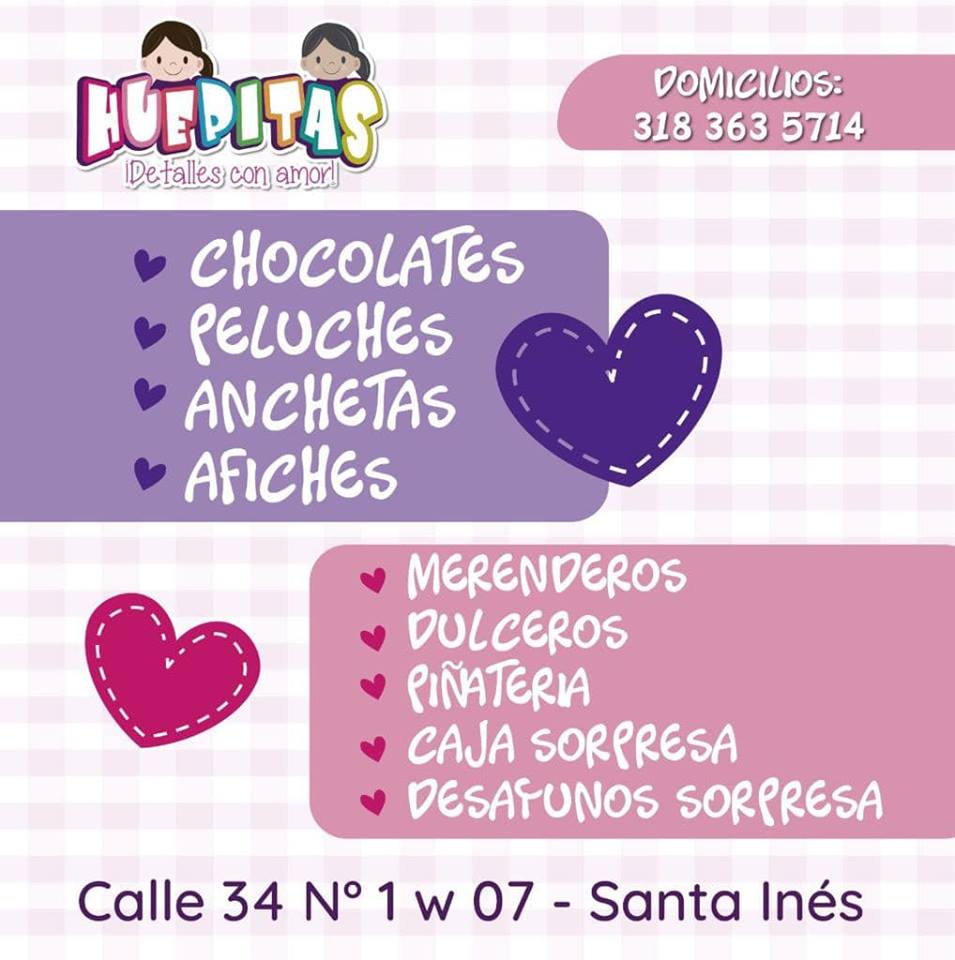 HUEPITAS
¡Detalles con amor!
DOMICILIOS:
318 363 5714
CHOCOLATES
PELUCHES
ANCHETAS
AFICHES
MERENDEROS
DULCEROS
PIÑATERIA
CAJA SORPRESA
DESAYUNOS SORPRESA
Calle 34 N° 1 w 07 - Santa Inés